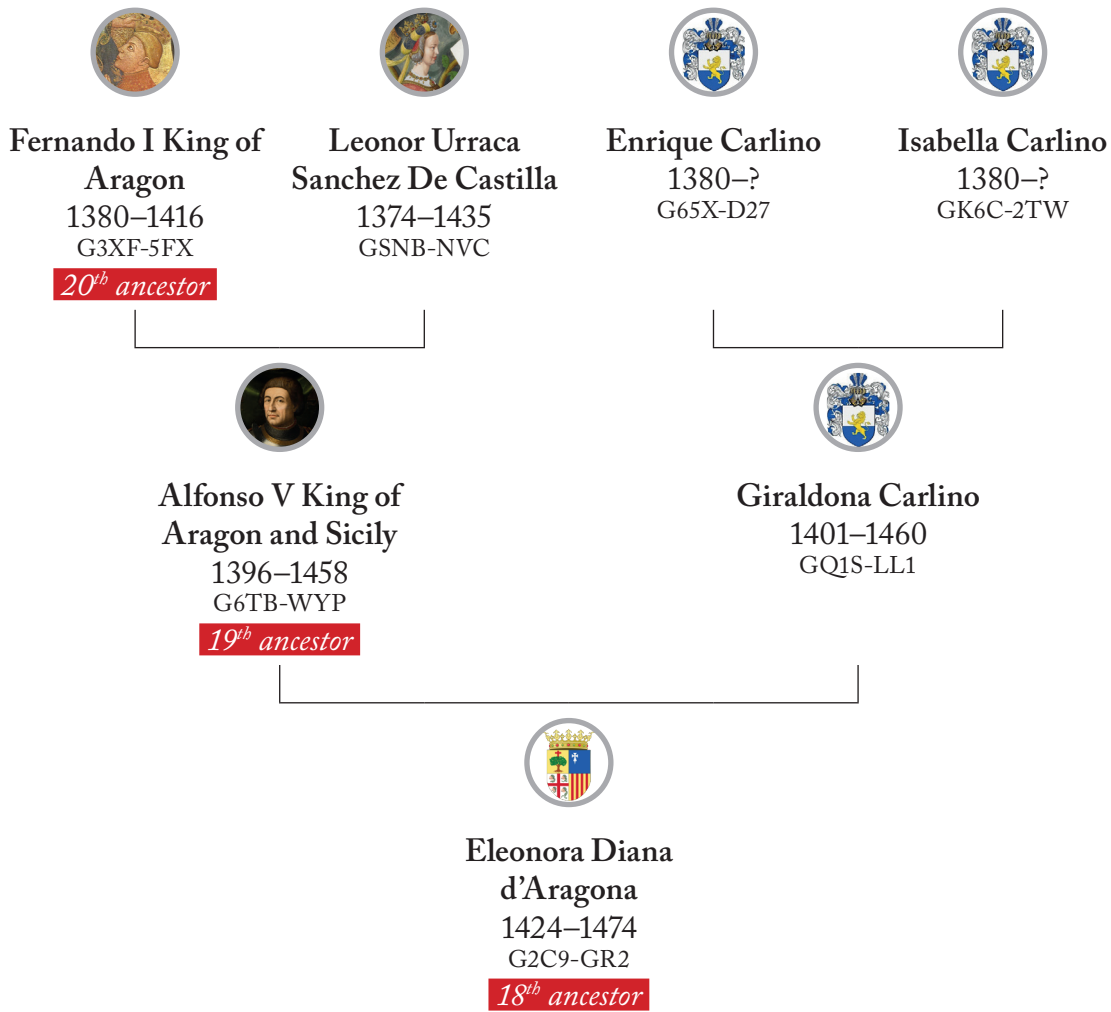 Fernando I King of
Aragon
1380–1416
G3XF-5FX
20th ancestor
Leonor Urraca
Sanchez De Castilla
1374–1435
GSNB-NVC
Enrique Carlino
1380–?
G65X-D27
Isabella Carlino
1380–?
GK6C-2TW
Alfonso V King of
Aragon and Sicily
1396–1458
G6TB-WYP
19th ancestor
Giraldona Carlino
1401–1460
GQ1S-LL1
Eleonora Diana
d’Aragona
1424–1474
G2C9-GR2
18th ancestor